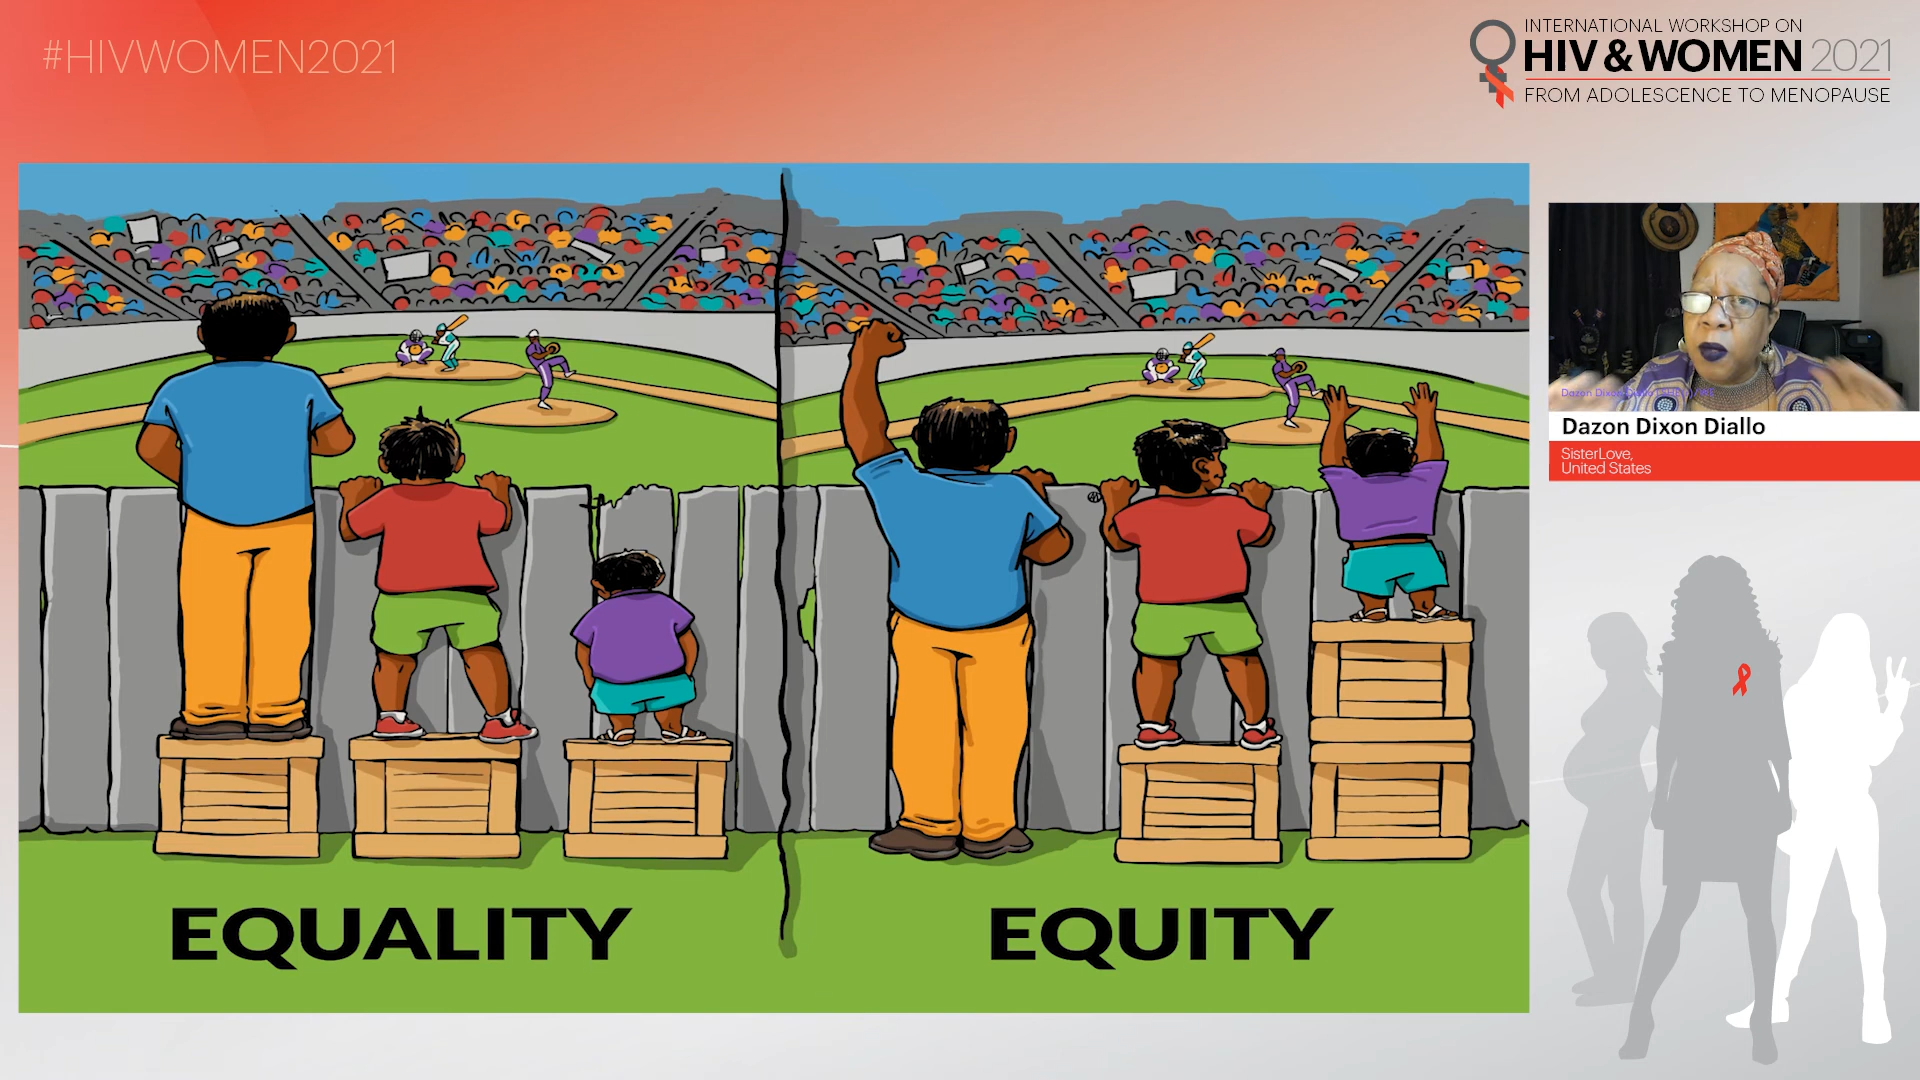 #HIVWOMEN2021
INTERNATIONAL WORKSHOP ON
HIV & WOMEN 2021
FROM ADOLESCENCE TO MENOPAUSE
Dazon Dixon Diallo
SisterLove,
United States
EQUALITY
EQUITY